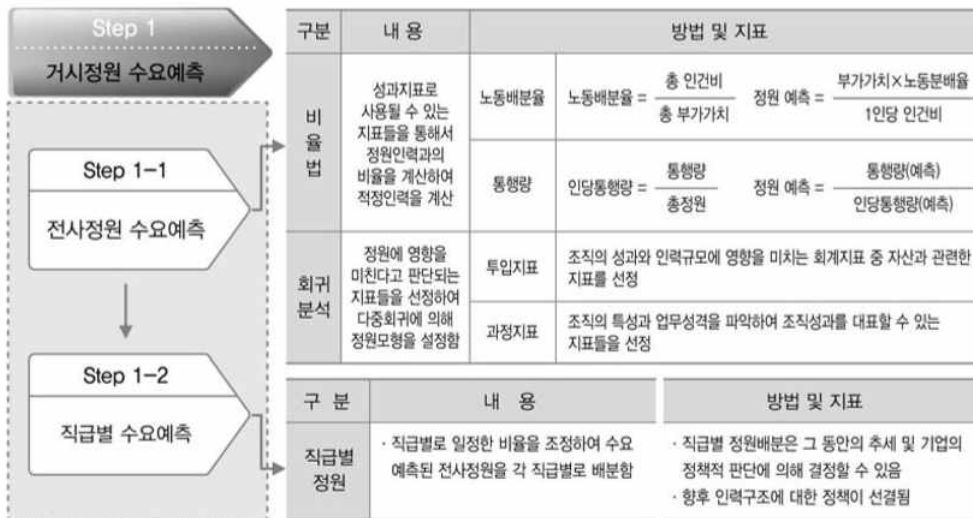 Step 1
거시정원 수요예측
Step 1-1
전사정원 수요예측
Step 1-2
직급별 수요예측
구분 내 용 방법 및 지표
비율법
성과지표로
사용될 수 있는
지표들을 통해서
정원인력과의
비율을 계산하여
적정인력을 계산
노동배분율 노동배분율 = 총 인건비 / 총 부가가치 정원 예측 = 부가가치×노동분배율 / 1인당 인건비
통행량 인당통행량 = 통행량 / 총정원 정원 예측 = 통행량(예측) / 인당통행량(예측)
회귀
분석
정원에 영향을
미친다고 판단되는
지표들을 선정하여
다중회귀에 의해
정원모형을 설정함
투입지표
조직의 성과와 인력규모에 영향을 미치는 회계지표 중 자산과 관련한
지표를 선정
과정지표
조직의 특성과 업무성격을 파악하여 조직성과를 대표할 수 있는
지표들을 선정
구 분 내 용 방법 및 지표
직급별
정원
· 직급별로 일정한 비율을 조정하여 수요
예측된 전사정원을 각 직급별로 배분함
· 직급별 정원배분은 그 동안의 추세 및 기업의
정책적 판단에 의해 결정할 수 있음
· 향후 인력구조에 대한 정책이 선결됨